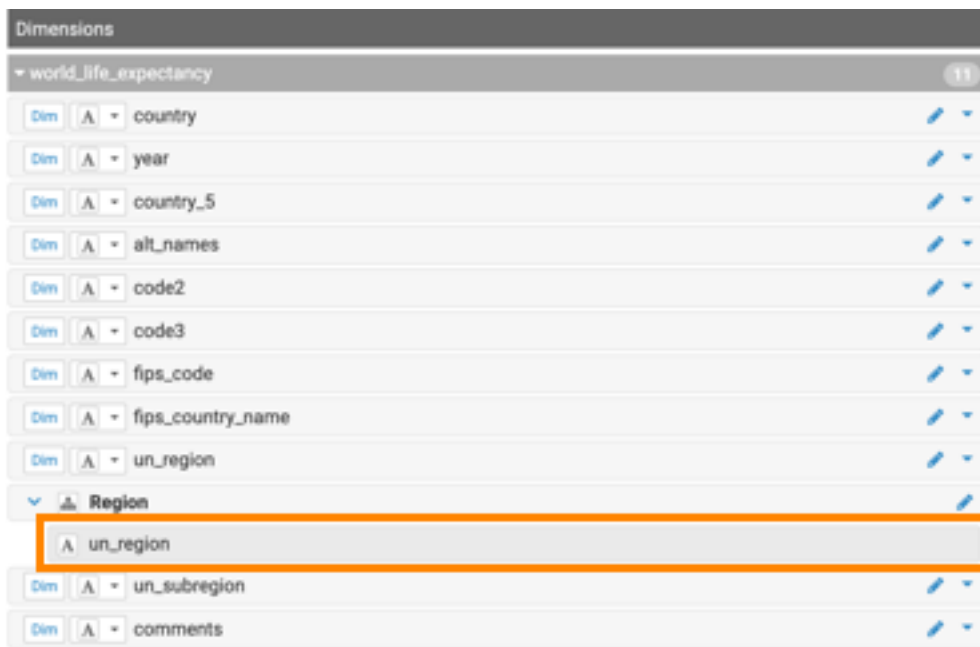 Dimensions
world_life_expectancy 11
Dim A country
Dim A year
Dim A country_5
Dim A alt_names
Dim A code2
Dim A code3
Dim A fips_code
Dim A fips_country_name
Dim A un_region
Region
A un_region
Dim A un_subregion
Dim A comments